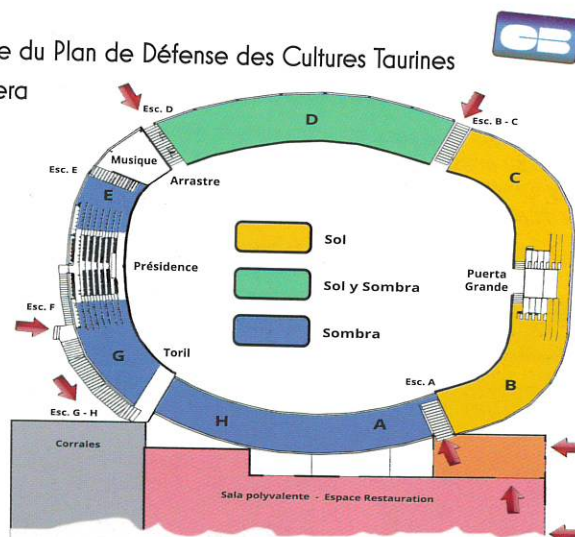 e du Plan de Défense des Cultures Taurines
era
CB
Esc. D
Esc. B - C
D
Musique
Esc. E
Arrastre
C
E
Sol
Présidence
Puerta
Grande
Sol y Sombra
Esc. F
Sombra
G
Toril
Esc. A
B
Esc. G - H
H
A
Corrales
Sala polyvalente - Espace Restauration